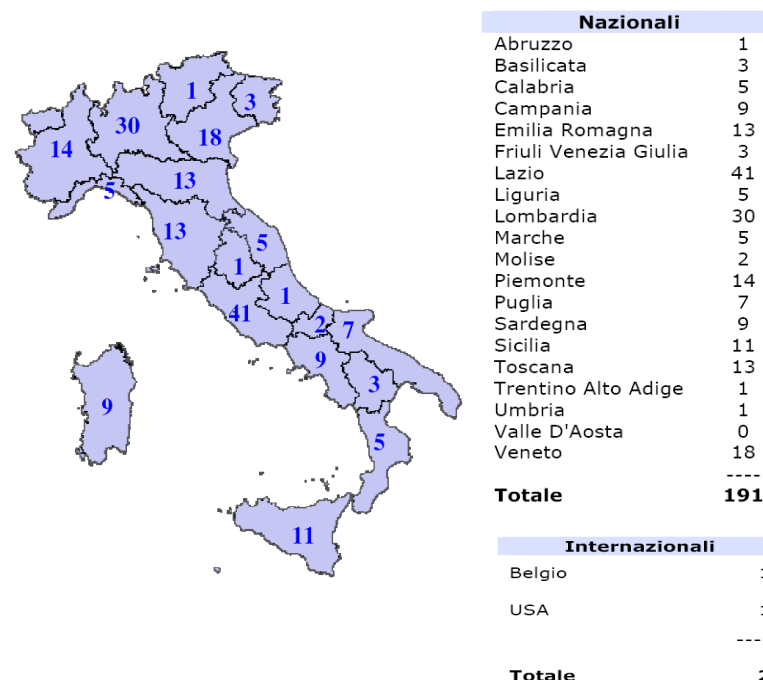 1
3
30
18
14
13
5
13
5
1
1
41
2
7
9
3
9
5
11
Nazionali
Abruzzo 1
Basilicata 3
Calabria 5
Campania 9
Emilia Romagna 13
Friuli Venezia Giulia 3
Lazio 41
Liguria 5
Lombardia 30
Marche 5
Molise 2
Piemonte 14
Puglia 7
Sardegna 9
Sicilia 11
Toscana 13
Trentino Alto Adige 1
Umbria 1
Valle D'Aosta 0
Veneto 18
----
Totale 191
Internazionali
Belgio 1
USA 1
---
Totale 2